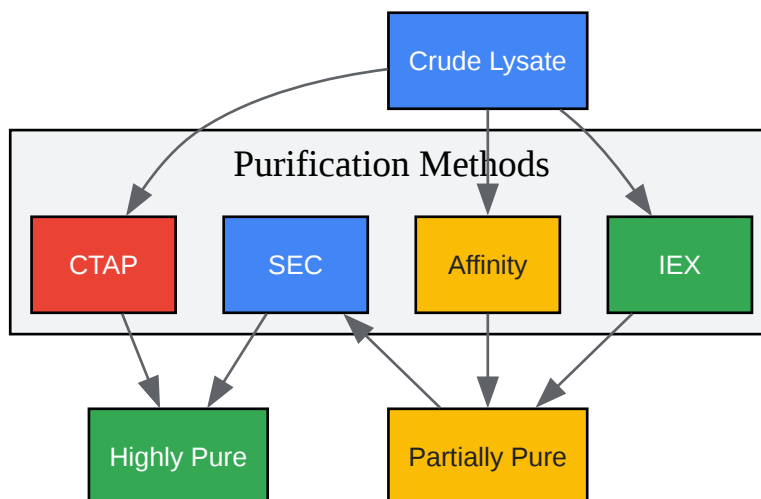 Crude Lysate
Purification Methods
CTAP
SEC
Affinity
IEX
Highly Pure
Partially Pure